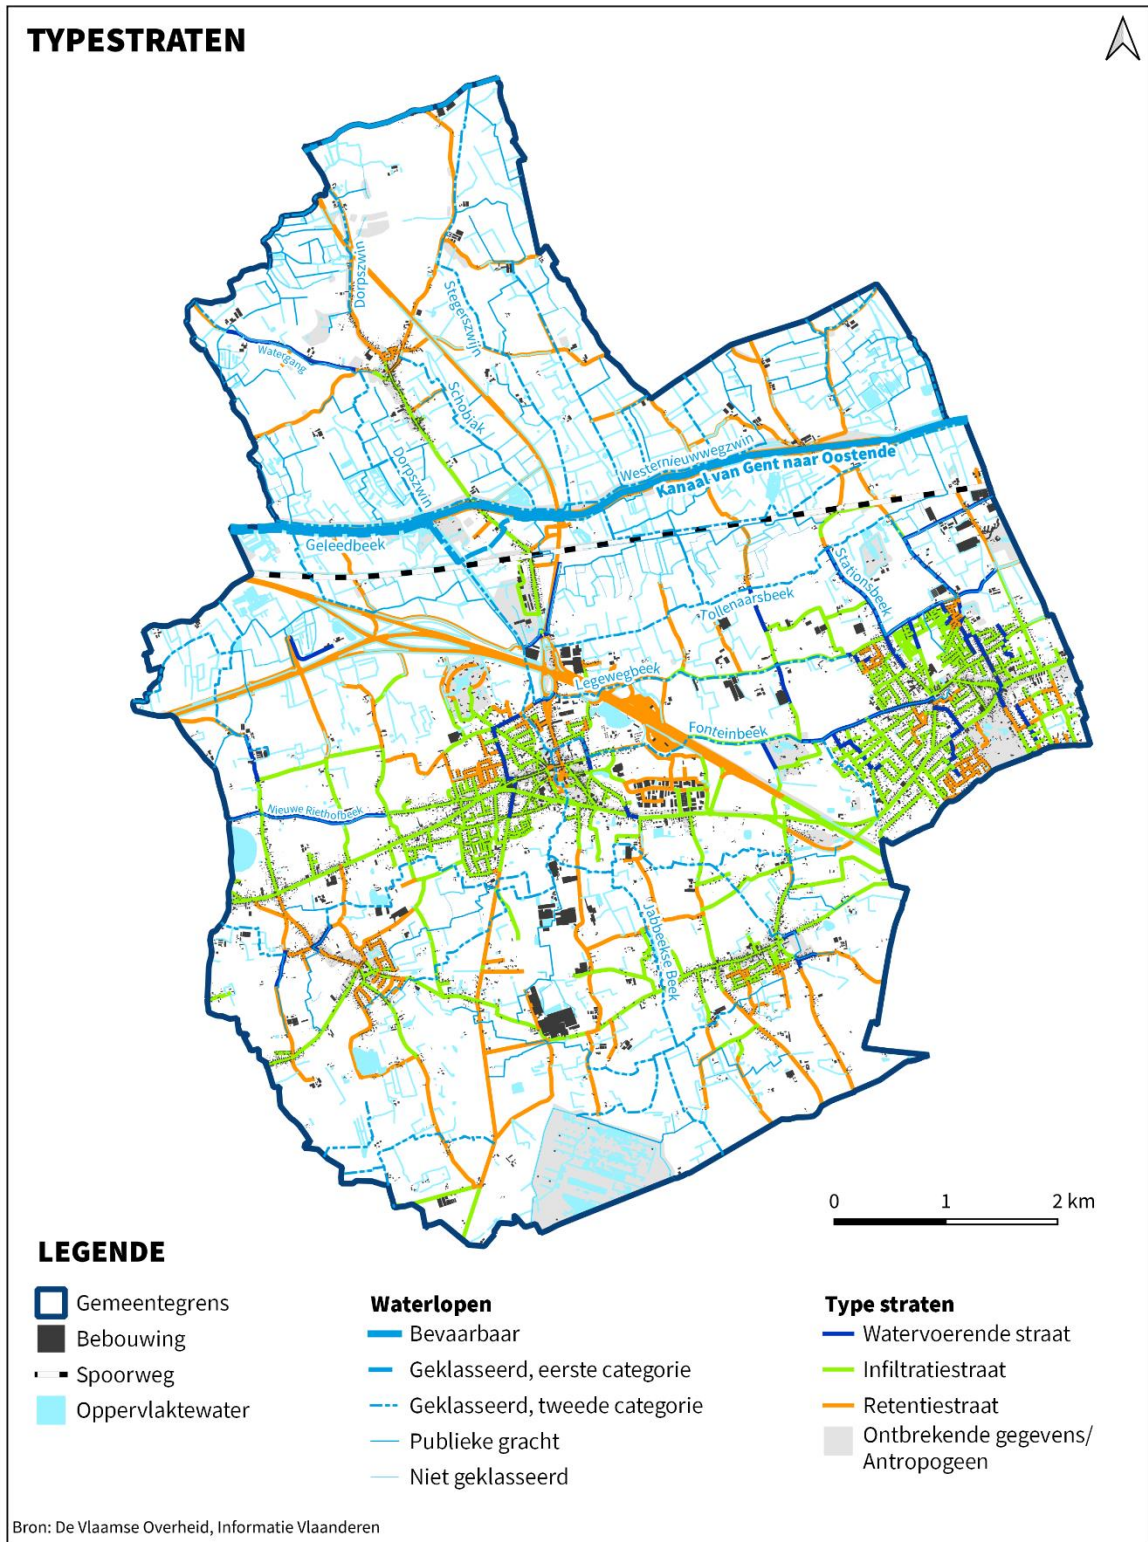 TYPESTRATEN
Dorpszwin
Stegerszwijn
Watergang
Schobjak
Dorpszwin
Westernieuwwegzwin
Kanaal van Gent naar Oostende
Geleedbeek
Stationsbeek
Tollenaarsbeek
Legewegbeek
Fonteinbeek
Nieuwe Riethofbeek
Jabbeekse Beek
0 1 2 km
LEGENDE
Gemeentegrens
Bebouwing
Spoorweg
Oppervlaktewater
Waterlopen
Bevaarbaar
Geklasseerd, eerste categorie
Geklasseerd, tweede categorie
Publieke gracht
Niet geklasseerd
Type straten
Watervoerende straat
Infiltratiestraat
Retentiestraat
Ontbrekende gegevens/
Antropogeen
Bron: De Vlaamse Overheid, Informatie Vlaanderen